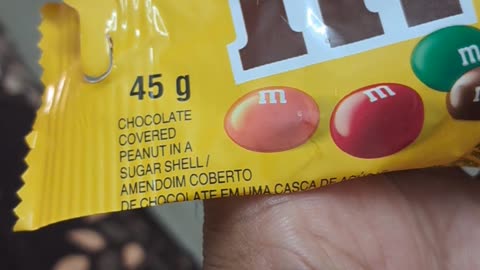 45 g
CHOCOLATE
COVERED
PEANUT IN A
SUGAR SHELL /
AMENDOIM COBERTO
DE CHOCOLATE EM UMA CASCA DE
m
m
m
m